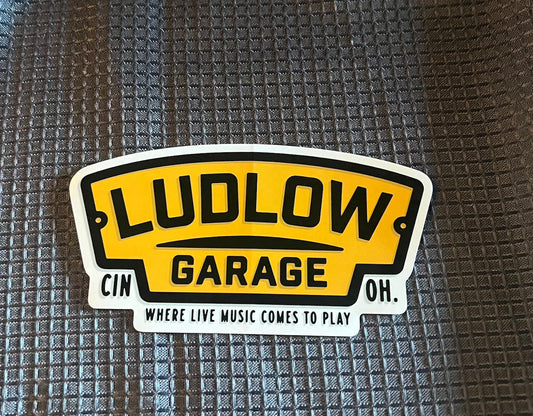 LUDLOW
GARAGE
CIN OH.
WHERE LIVE MUSIC COMES TO PLAY